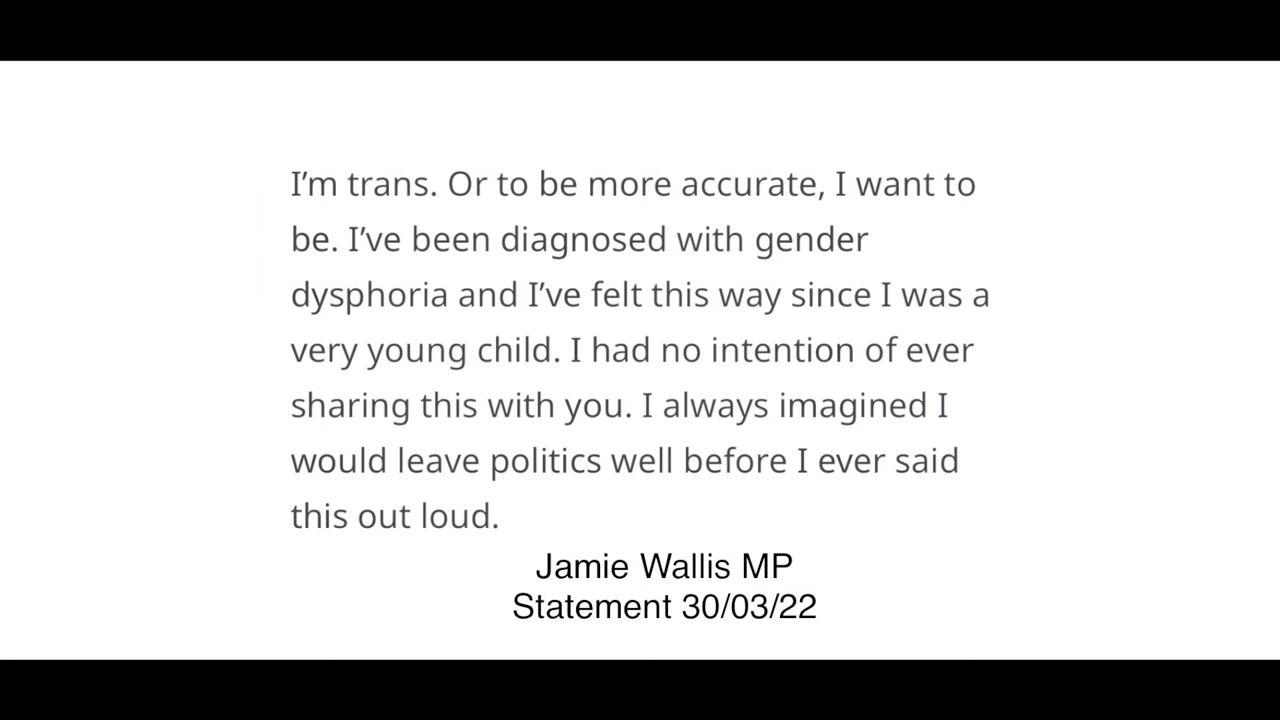 I’m trans. Or to be more accurate, I want to
be. I’ve been diagnosed with gender
dysphoria and I’ve felt this way since I was a
very young child. I had no intention of ever
sharing this with you. I always imagined I
would leave politics well before I ever said
this out loud.
Jamie Wallis MP
Statement 30/03/22